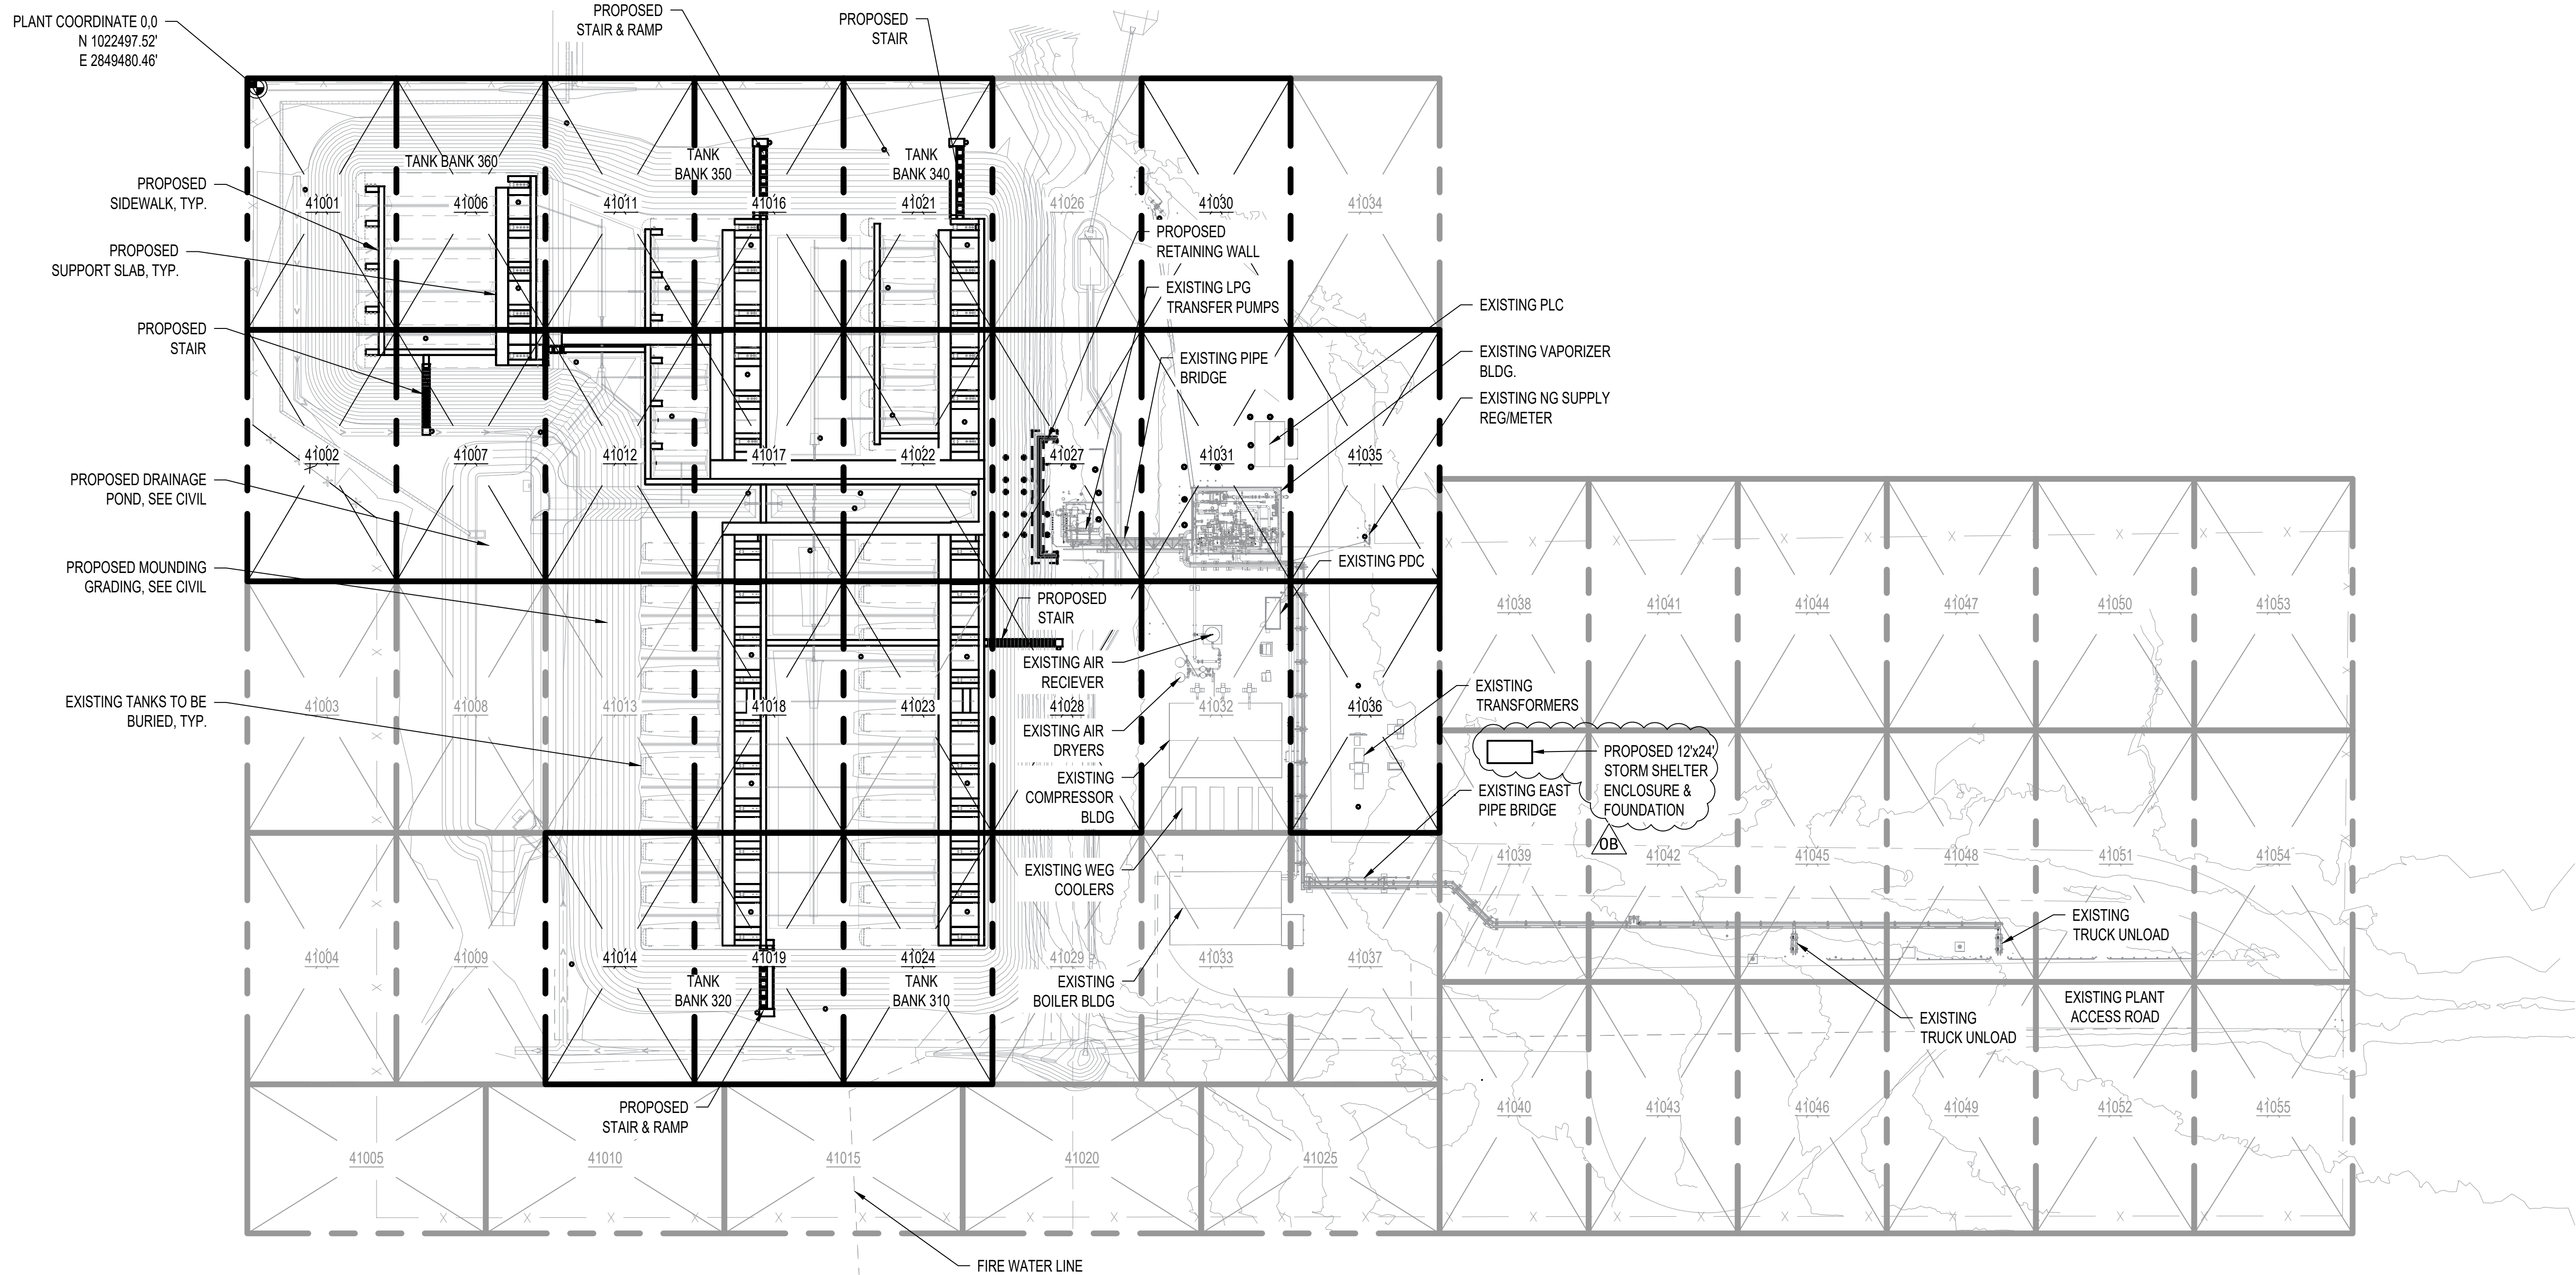 PLANT COORDINATE 0,0
N 1022497.52'
E 2849480.46'
PROPOSED
STAIR & RAMP
PROPOSED
STAIR
TANK BANK 360
TANK
BANK 350
TANK
BANK 340
PROPOSED
SIDEWALK, TYP.
41001
41006
41011
41016
41021
41026
41030
41034
PROPOSED
SUPPORT SLAB, TYP.
PROPOSED
RETAINING WALL
EXISTING LPG
TRANSFER PUMPS
EXISTING PLC
PROPOSED
STAIR
EXISTING PIPE
BRIDGE
EXISTING VAPORIZER
BLDG.
EXISTING NG SUPPLY
REG/METER
41002
41007
41012
41017
41022
41027
41031
41035
PROPOSED DRAINAGE
POND, SEE CIVIL
PROPOSED MOUNDING
GRADING, SEE CIVIL
EXISTING PDC
PROPOSED
STAIR
41038
41041
41044
41047
41050
41053
EXISTING AIR
RECIEVER
EXISTING TANKS TO BE
BURIED, TYP.
41003
41008
41013
41018
41023
41028
41032
41036
EXISTING
TRANSFORMERS
EXISTING AIR
DRYERS
PROPOSED 12'x24'
STORM SHELTER
ENCLOSURE &
FOUNDATION
EXISTING
COMPRESSOR
BLDG
EXISTING EAST
PIPE BRIDGE
0B
41039
41042
41045
41048
41051
41054
EXISTING WEG
COOLERS
EXISTING
TRUCK UNLOAD
41004
41009
41014
41019
41024
41029
41033
41037
TANK
BANK 320
TANK
BANK 310
EXISTING
BOILER BLDG
EXISTING PLANT
ACCESS ROAD
EXISTING
TRUCK UNLOAD
PROPOSED
STAIR & RAMP
41040
41043
41046
41049
41052
41055
41005
41010
41015
41020
41025
FIRE WATER LINE